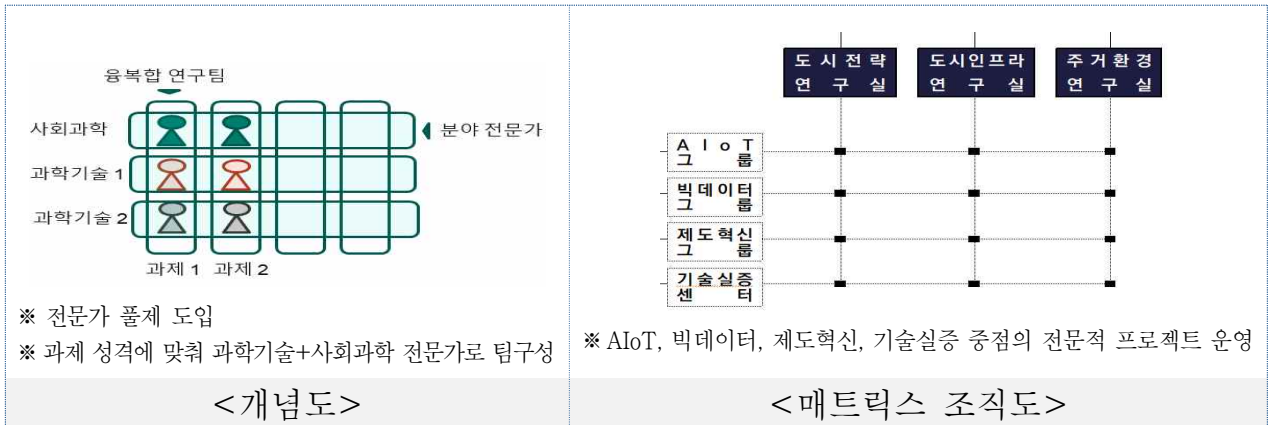 융복합 연구팀
사회과학
분야 전문가
과학기술 1
과학기술 2
과제 1 과제 2
※ 전문가 풀제 도입
※ 과제 성격에 맞춰 과학기술+사회과학 전문가로 팀구성
<개념도>
도시전략
연구실
도시인프라
연구실
주거환경
연구실
AIoT
그룹
빅데이터
그룹
제도혁신
그룹
기술실증
센터
※ AIoT, 빅데이터, 제도혁신, 기술실증 중점의 전문적 프로젝트 운영
<매트릭스 조직도>